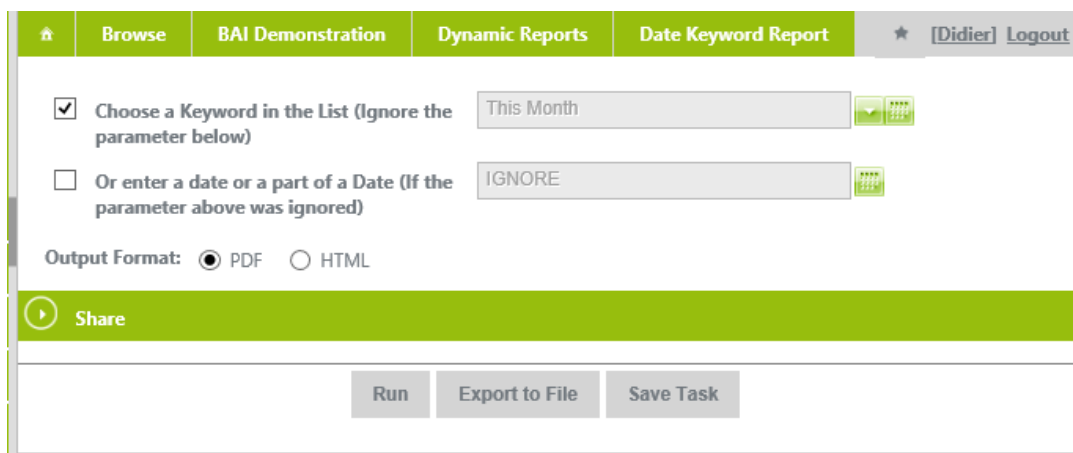 Browse BAI Demonstration Dynamic Reports Date Keyword Report [Didier] Logout
Choose a Keyword in the List (Ignore the
parameter below)
This Month
Or enter a date or a part of a Date (If the
parameter above was ignored)
IGNORE
Output Format: PDF HTML
Share
Run Export to File Save Task